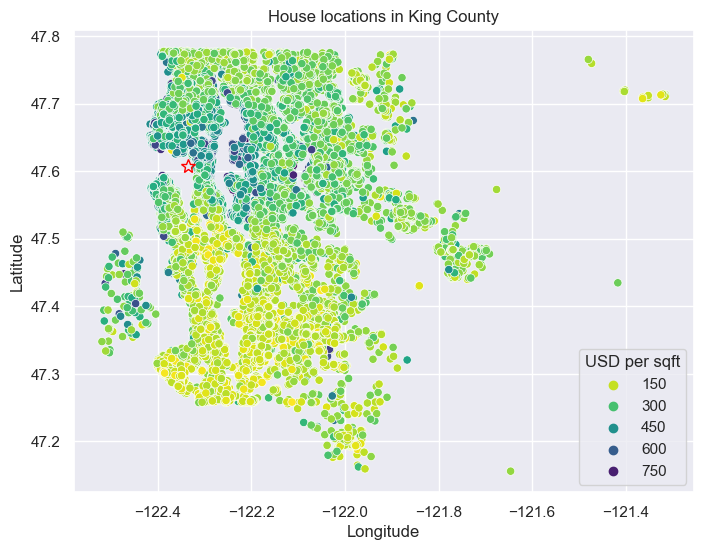 House locations in King County
47.8
47.7
47.6
47.5
47.4
47.3
47.2
Latitude
USD per sqft
150
300
450
600
750
−122.4 −122.2 −122.0 −121.8 −121.6 −121.4
Longitude